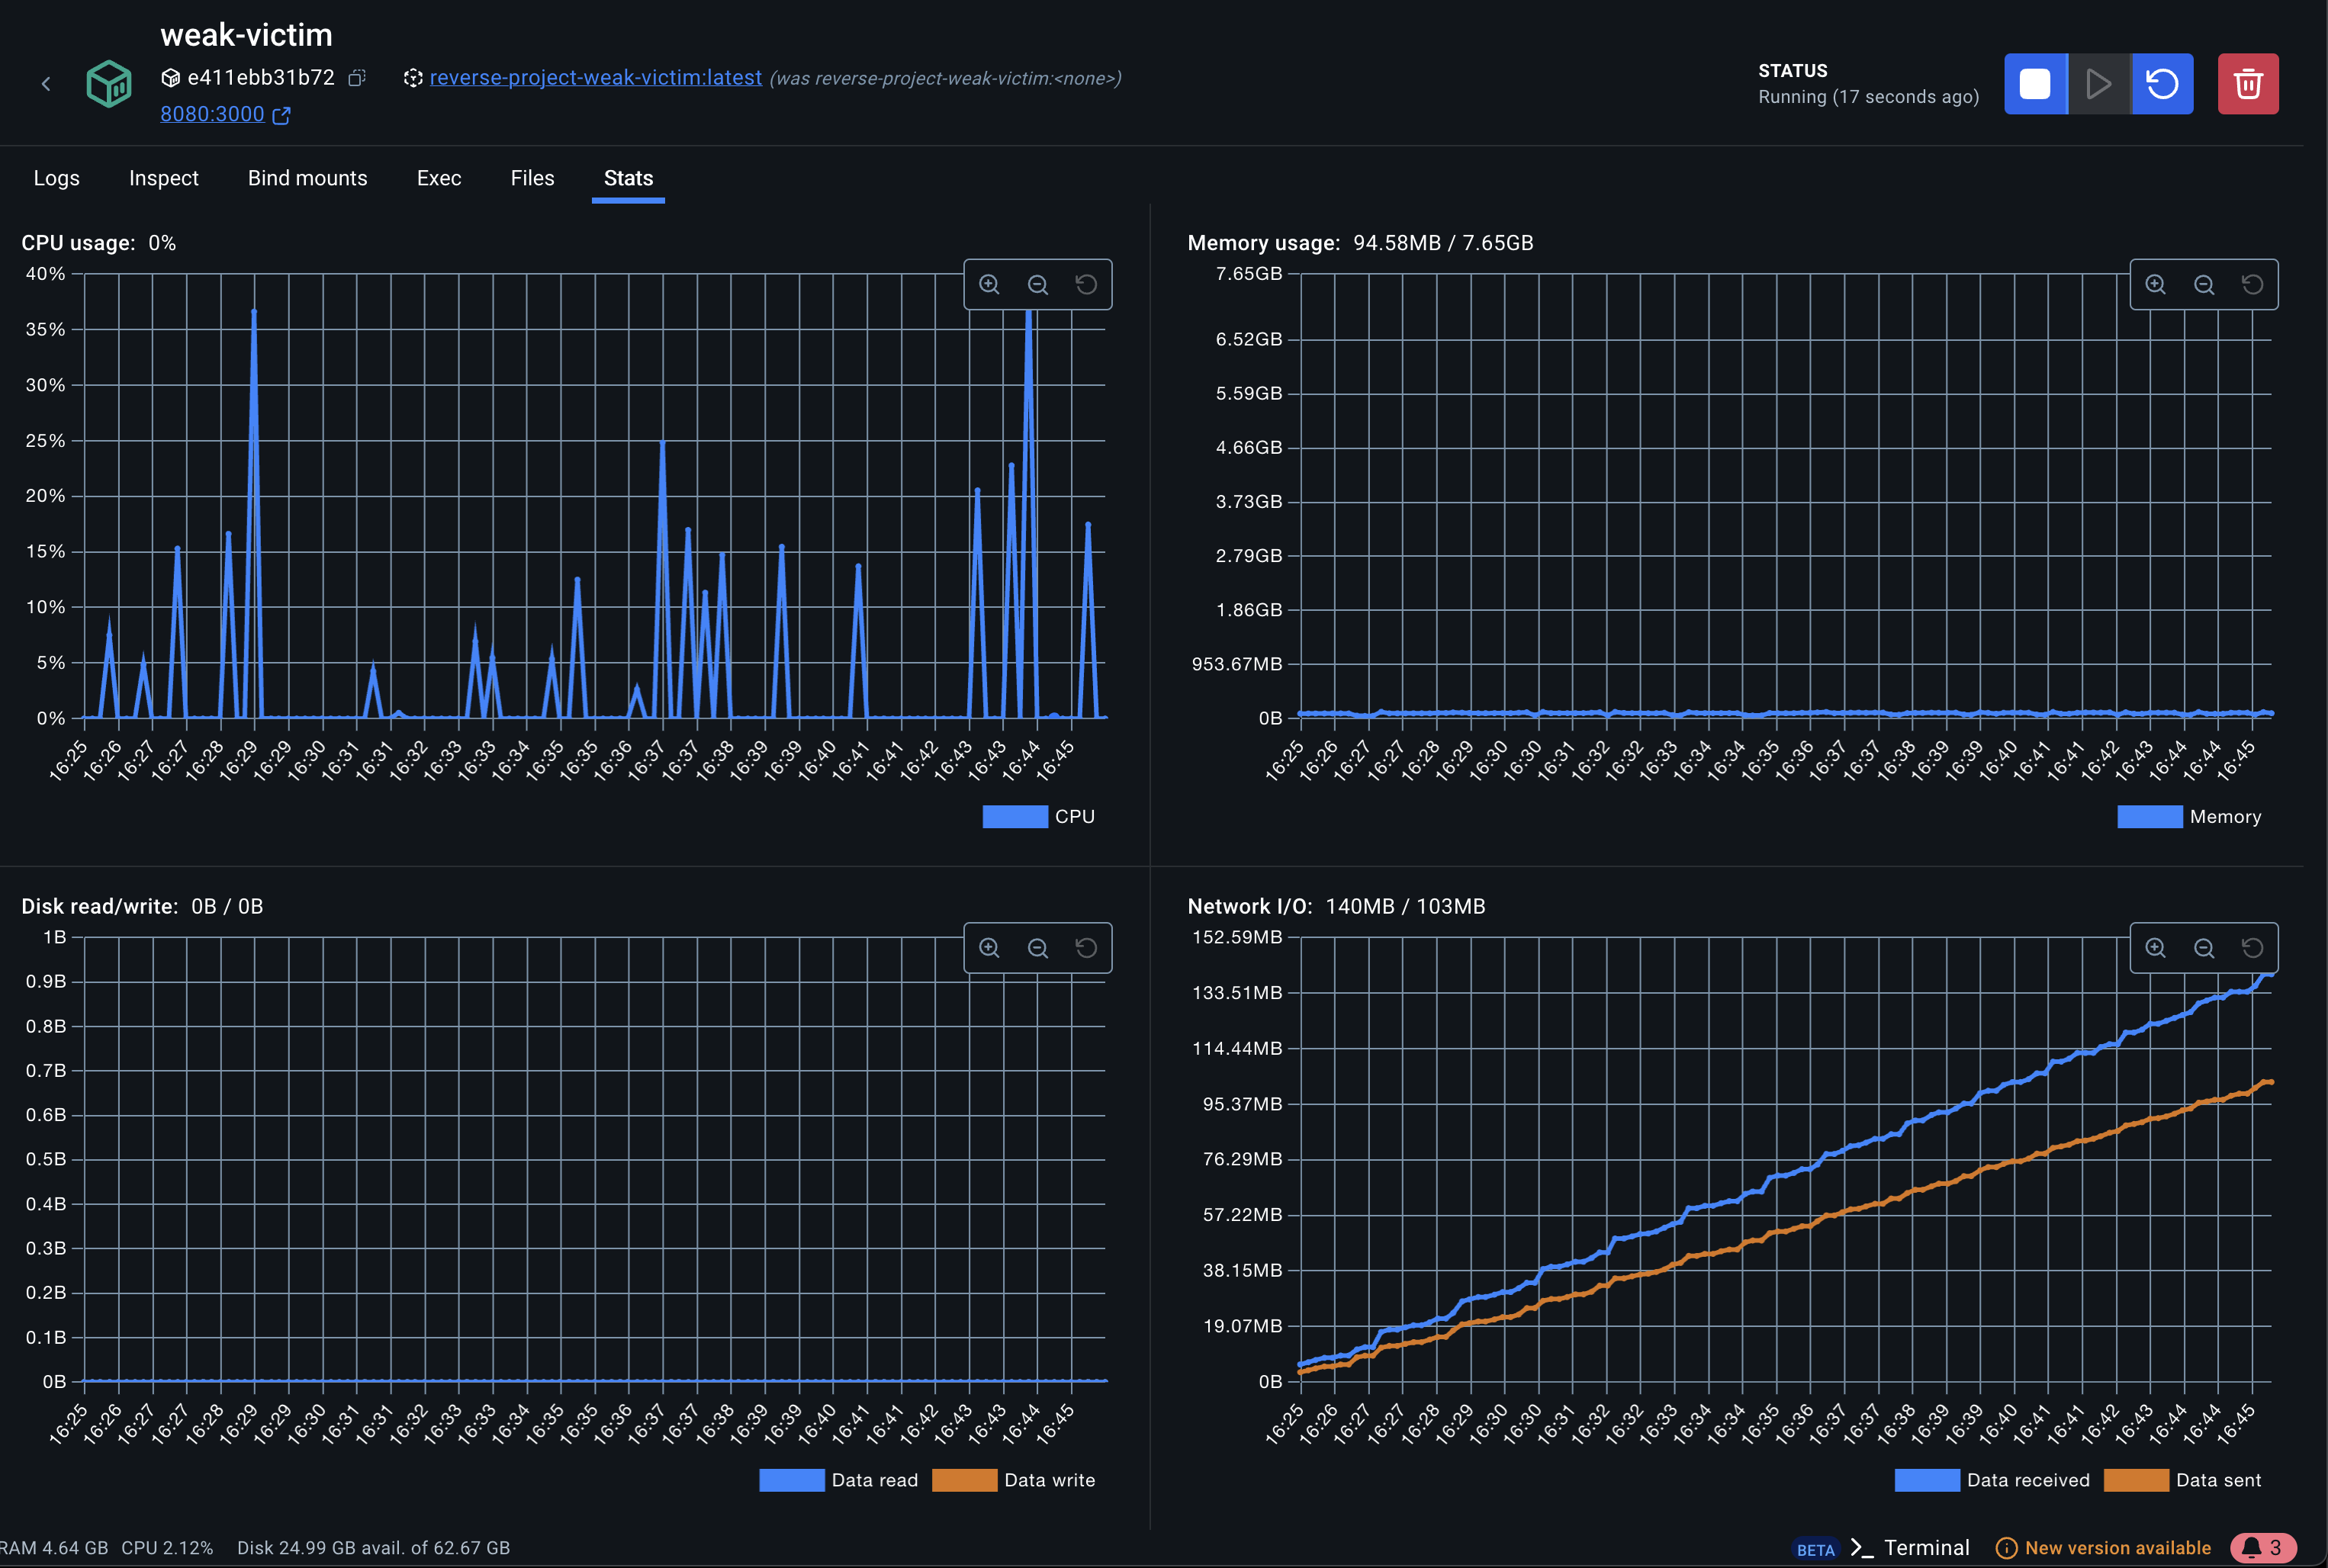 weak-victim
e411ebb31b72 reverse-project-weak-victim:latest (was reverse-project-weak-victim:<none>)
8080:3000
STATUS
Running (17 seconds ago)
Logs Inspect Bind mounts Exec Files Stats
CPU usage: 0%
40%
35%
30%
25%
20%
15%
10%
5%
0%
16:25 16:26 16:27 16:27 16:28 16:29 16:29 16:30 16:31 16:31 16:32 16:33 16:33 16:34 16:35 16:35 16:36 16:37 16:37 16:38 16:39 16:39 16:40 16:41 16:41 16:42 16:43 16:43 16:44 16:45
CPU
Memory usage: 94.58MB / 7.65GB
7.65GB
6.52GB
5.59GB
4.66GB
3.73GB
2.79GB
1.86GB
953.67MB
0B
16:25 16:26 16:27 16:27 16:28 16:29 16:30 16:30 16:31 16:32 16:32 16:33 16:34 16:34 16:35 16:36 16:37 16:37 16:38 16:39 16:39 16:40 16:41 16:41 16:42 16:43 16:44 16:44 16:45
Memory
Disk read/write: 0B / 0B
1B
0.9B
0.8B
0.7B
0.6B
0.5B
0.4B
0.3B
0.2B
0.1B
0B
16:25 16:26 16:27 16:27 16:28 16:29 16:29 16:30 16:31 16:31 16:32 16:33 16:33 16:34 16:35 16:35 16:36 16:37 16:37 16:38 16:39 16:39 16:40 16:41 16:41 16:42 16:43 16:43 16:44 16:45
Data read Data write
Network I/O: 140MB / 103MB
152.59MB
133.51MB
114.44MB
95.37MB
76.29MB
57.22MB
38.15MB
19.07MB
0B
16:25 16:26 16:27 16:27 16:28 16:29 16:30 16:30 16:31 16:32 16:32 16:33 16:34 16:34 16:35 16:36 16:37 16:37 16:38 16:39 16:39 16:40 16:41 16:41 16:42 16:43 16:44 16:44 16:45
Data received Data sent
RAM 4.64 GB CPU 2.12% Disk 24.99 GB avail. of 62.67 GB
BETA >_ Terminal New version available 3